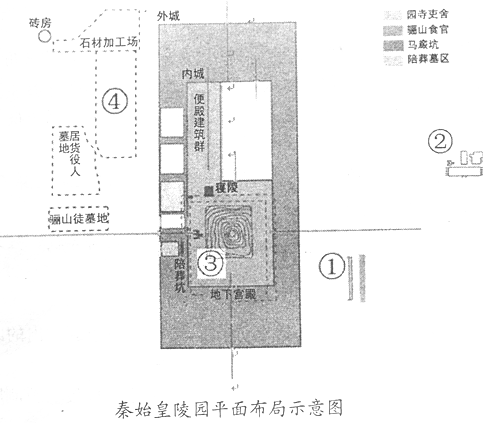 砖房
石材加工场
外城
园寺吏舍
骊山食官
马厩坑
陪葬墓区
内城
④
便殿建筑群
居货役人
墓地
②
寝陵
骊山徒墓地
③
①
陪葬坑
地下宫殿
秦始皇陵园平面布局示意图